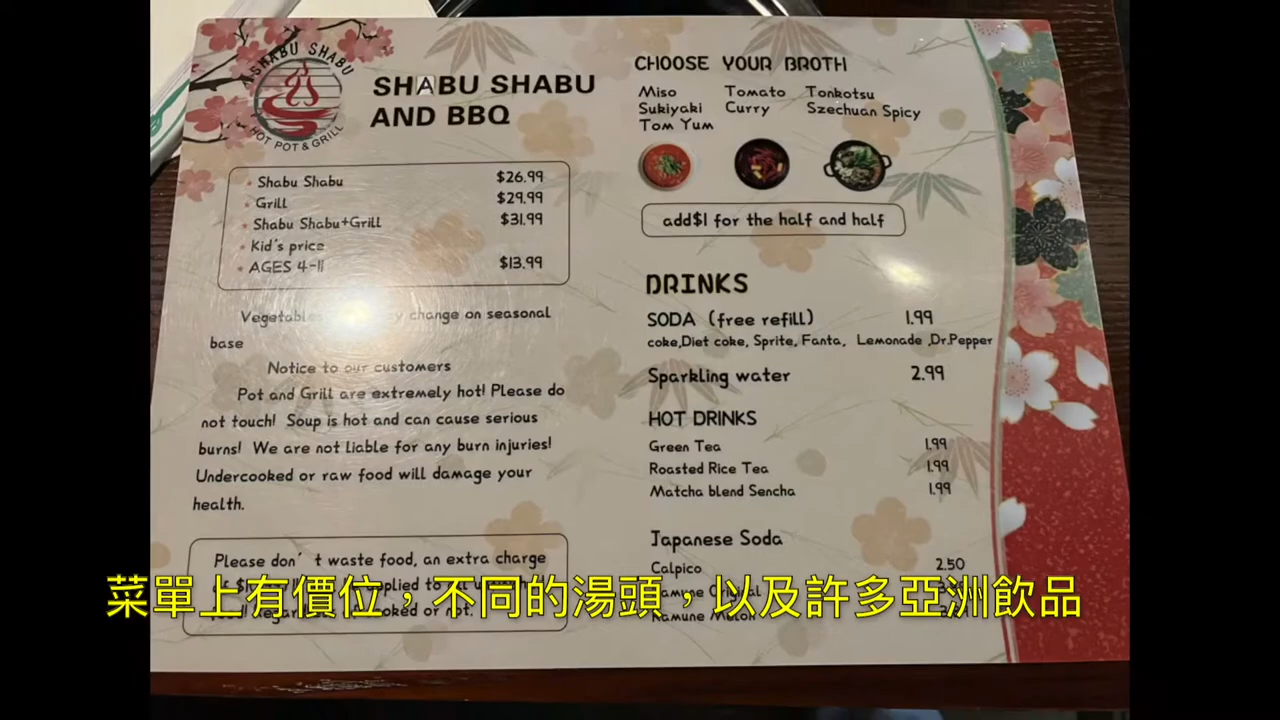 SHABU SHABU
HOT POT & GRILL
SHABU SHABU
AND BBQ
Shabu Shabu $26.99
Grill $29.99
Shabu Shabu+Grill $31.99
Kid's price
AGES 4-11 $13.99
Vegetables change on seasonal
base
Notice to our customers
Pot and Grill are extremely hot! Please do
not touch! Soup is hot and can cause serious
burns! We are not liable for any burn injuries!
Undercooked or raw food will damage your
health.
Please don't waste food, an extra charge
applied to
or not.
CHOOSE YOUR BROTH
Miso Tomato Tonkotsu
Sukiyaki Curry Szechuan Spicy
Tom Yum
add$1 for the half and half
DRINKS
SODA (free refill) 1.99
coke,Diet coke, Sprite, Fanta, Lemonade ,Dr.Pepper
Sparkling water 2.99
HOT DRINKS
Green Tea 1.99
Roasted Rice Tea 1.99
Matcha blend Sencha 1.99
Japanese Soda
Calpico 2.50
Ramune Original
Ramune Melon
菜單上有價位，不同的湯頭，以及許多亞洲飲品